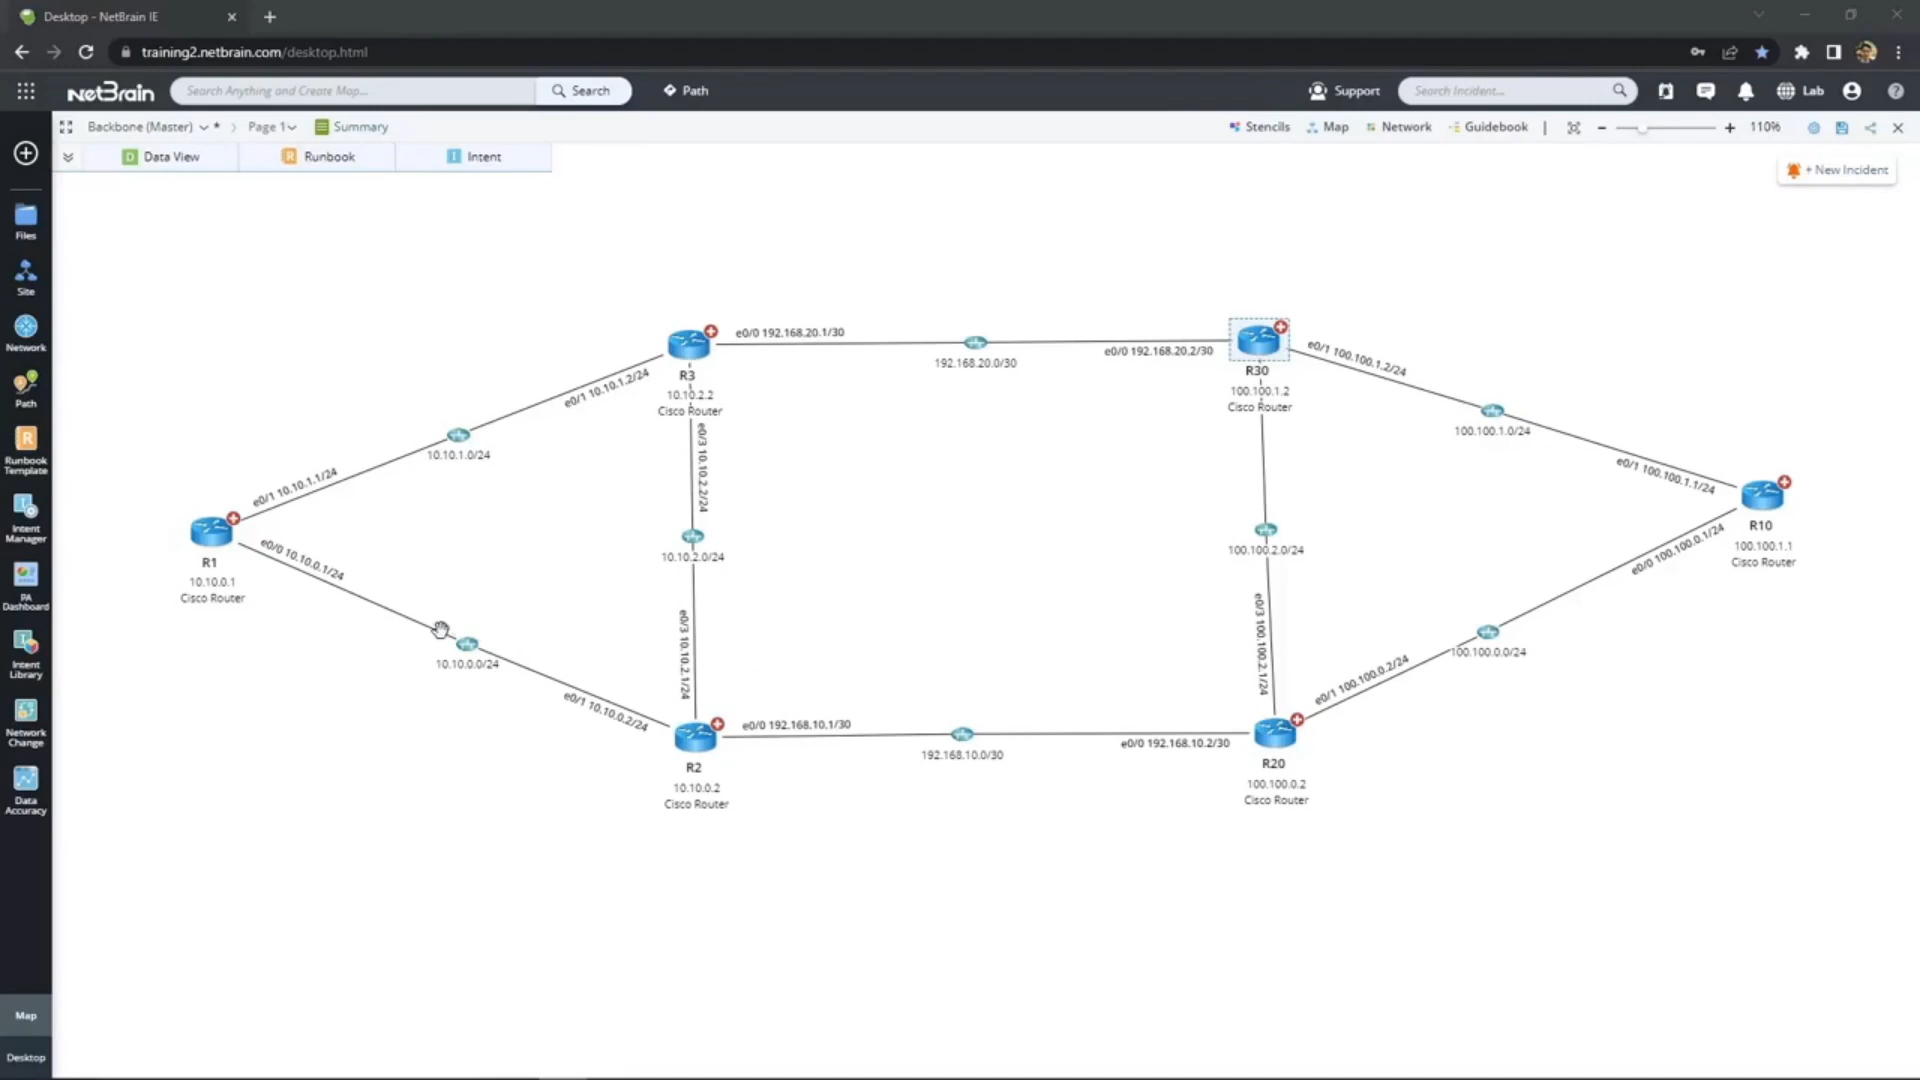 Desktop - NetBrain IE
training2.netbrain.com/desktop.html
netBrain
Search Anything and Create Map...
Search
Path
Support
Search Incident...
Lab
Backbone (Master)
*
Page 1
Summary
Stencils
Map
Network
Guidebook
110%
Data View
Runbook
Intent
+ New Incident
Files
Site
Network
Path
Runbook
Template
Intent
Manager
PA
Dashboard
Intent
Library
Network
Change
Data
Accuracy
Map
Desktop
R3
10.10.2.2
Cisco Router
e0/0 192.168.20.1/30
192.168.20.0/30
e0/0 192.168.20.2/30
R30
100.100.1.2
Cisco Router
e0/1 100.100.1.2/24
100.100.1.0/24
e0/1 100.100.1.1/24
e0/1 10.10.1.2/24
10.10.1.0/24
e0/1 10.10.1.1/24
e0/3 10.10.2.2/24
10.10.2.0/24
e0/3 10.10.2.1/24
100.100.2.0/24
e0/3 100.100.2.1/24
R10
100.100.1.1
Cisco Router
e0/0 100.100.0.1/24
100.100.0.0/24
e0/1 100.100.0.2/24
R1
10.10.0.1
Cisco Router
e0/0 10.10.0.1/24
10.10.0.0/24
e0/1 10.10.0.2/24
R2
10.10.0.2
Cisco Router
e0/0 192.168.10.1/30
192.168.10.0/30
e0/0 192.168.10.2/30
R20
100.100.0.2
Cisco Router